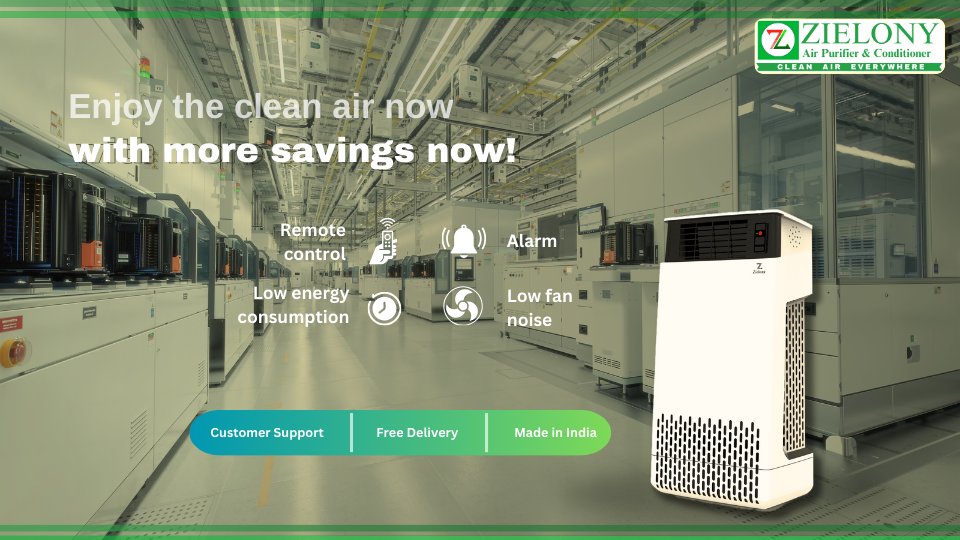 ZIELONY
Air Purifier & Conditioner
CLEAN AIR EVERYWHERE
Enjoy the clean air now
with more savings now!
Remote
control
Alarm
Low energy
consumption
Low fan
noise
Customer Support
Free Delivery
Made in India